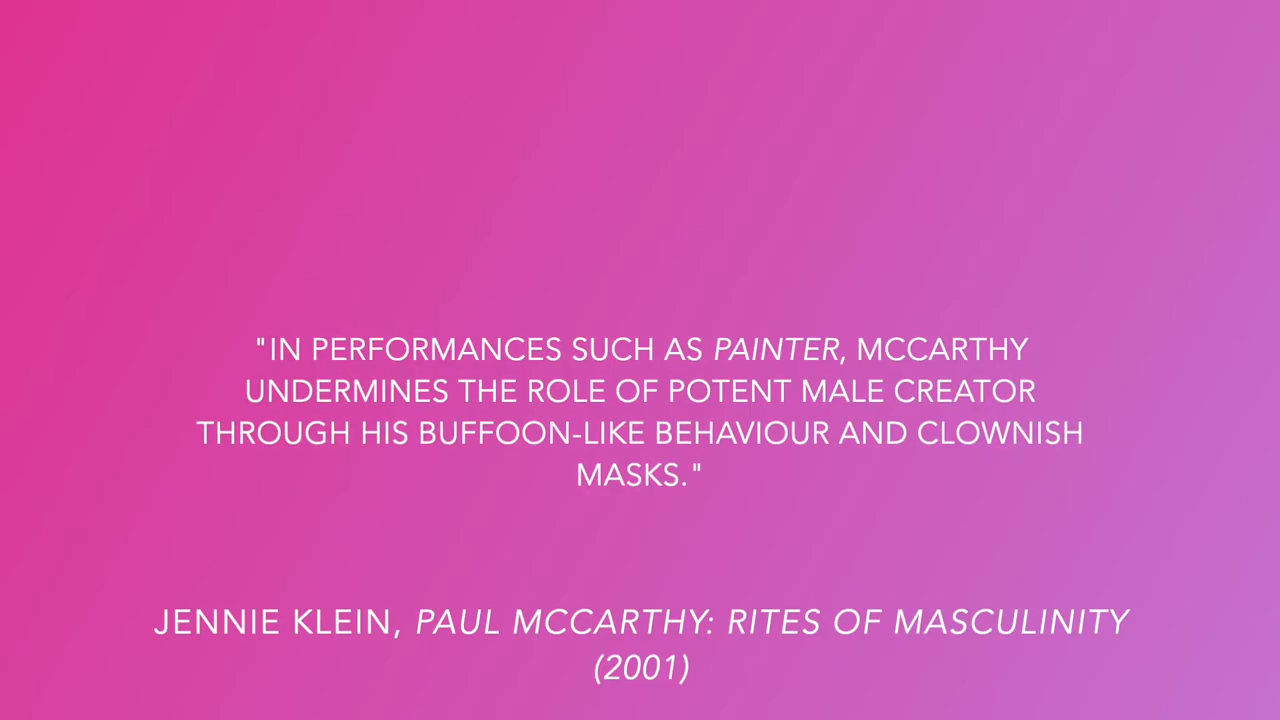 "IN PERFORMANCES SUCH AS PAINTER, MCCARTHY
UNDERMINES THE ROLE OF POTENT MALE CREATOR
THROUGH HIS BUFFOON-LIKE BEHAVIOUR AND CLOWNISH
MASKS."
JENNIE KLEIN, PAUL MCCARTHY: RITES OF MASCULINITY
(2001)